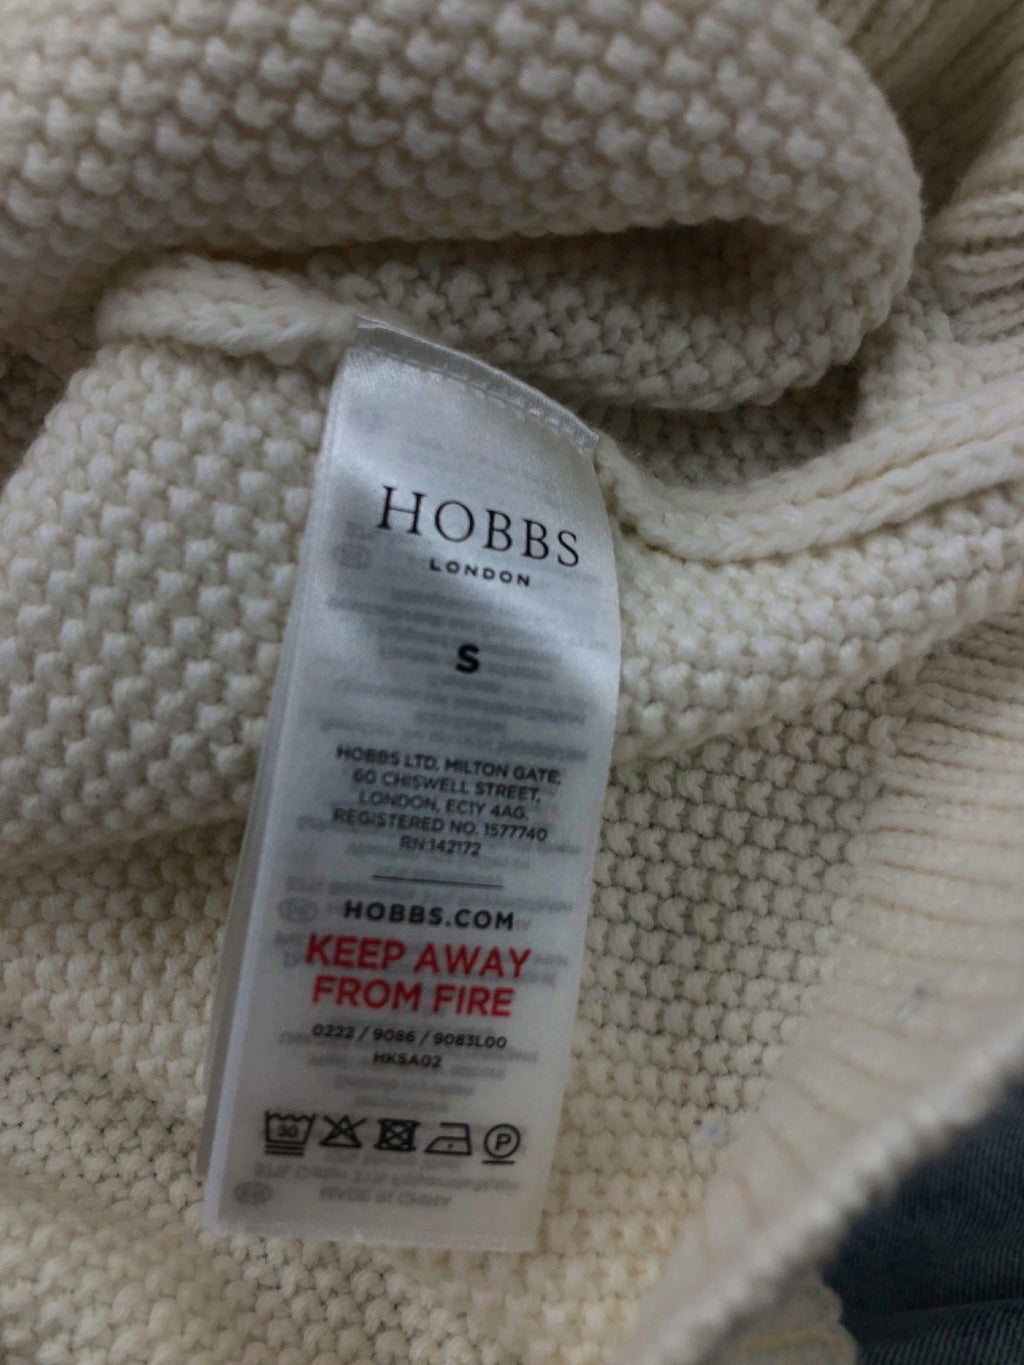 HOBBS
LONDON
S
HOBBS LTD, MILTON GATE,
60 CHISWELL STREET,
LONDON, EC1Y 4AG.
REGISTERED NO. 1577740
RN:142172
HOBBS.COM
KEEP AWAY
FROM FIRE
0222 / 9086 / 9083L00
HKSA02
30
P